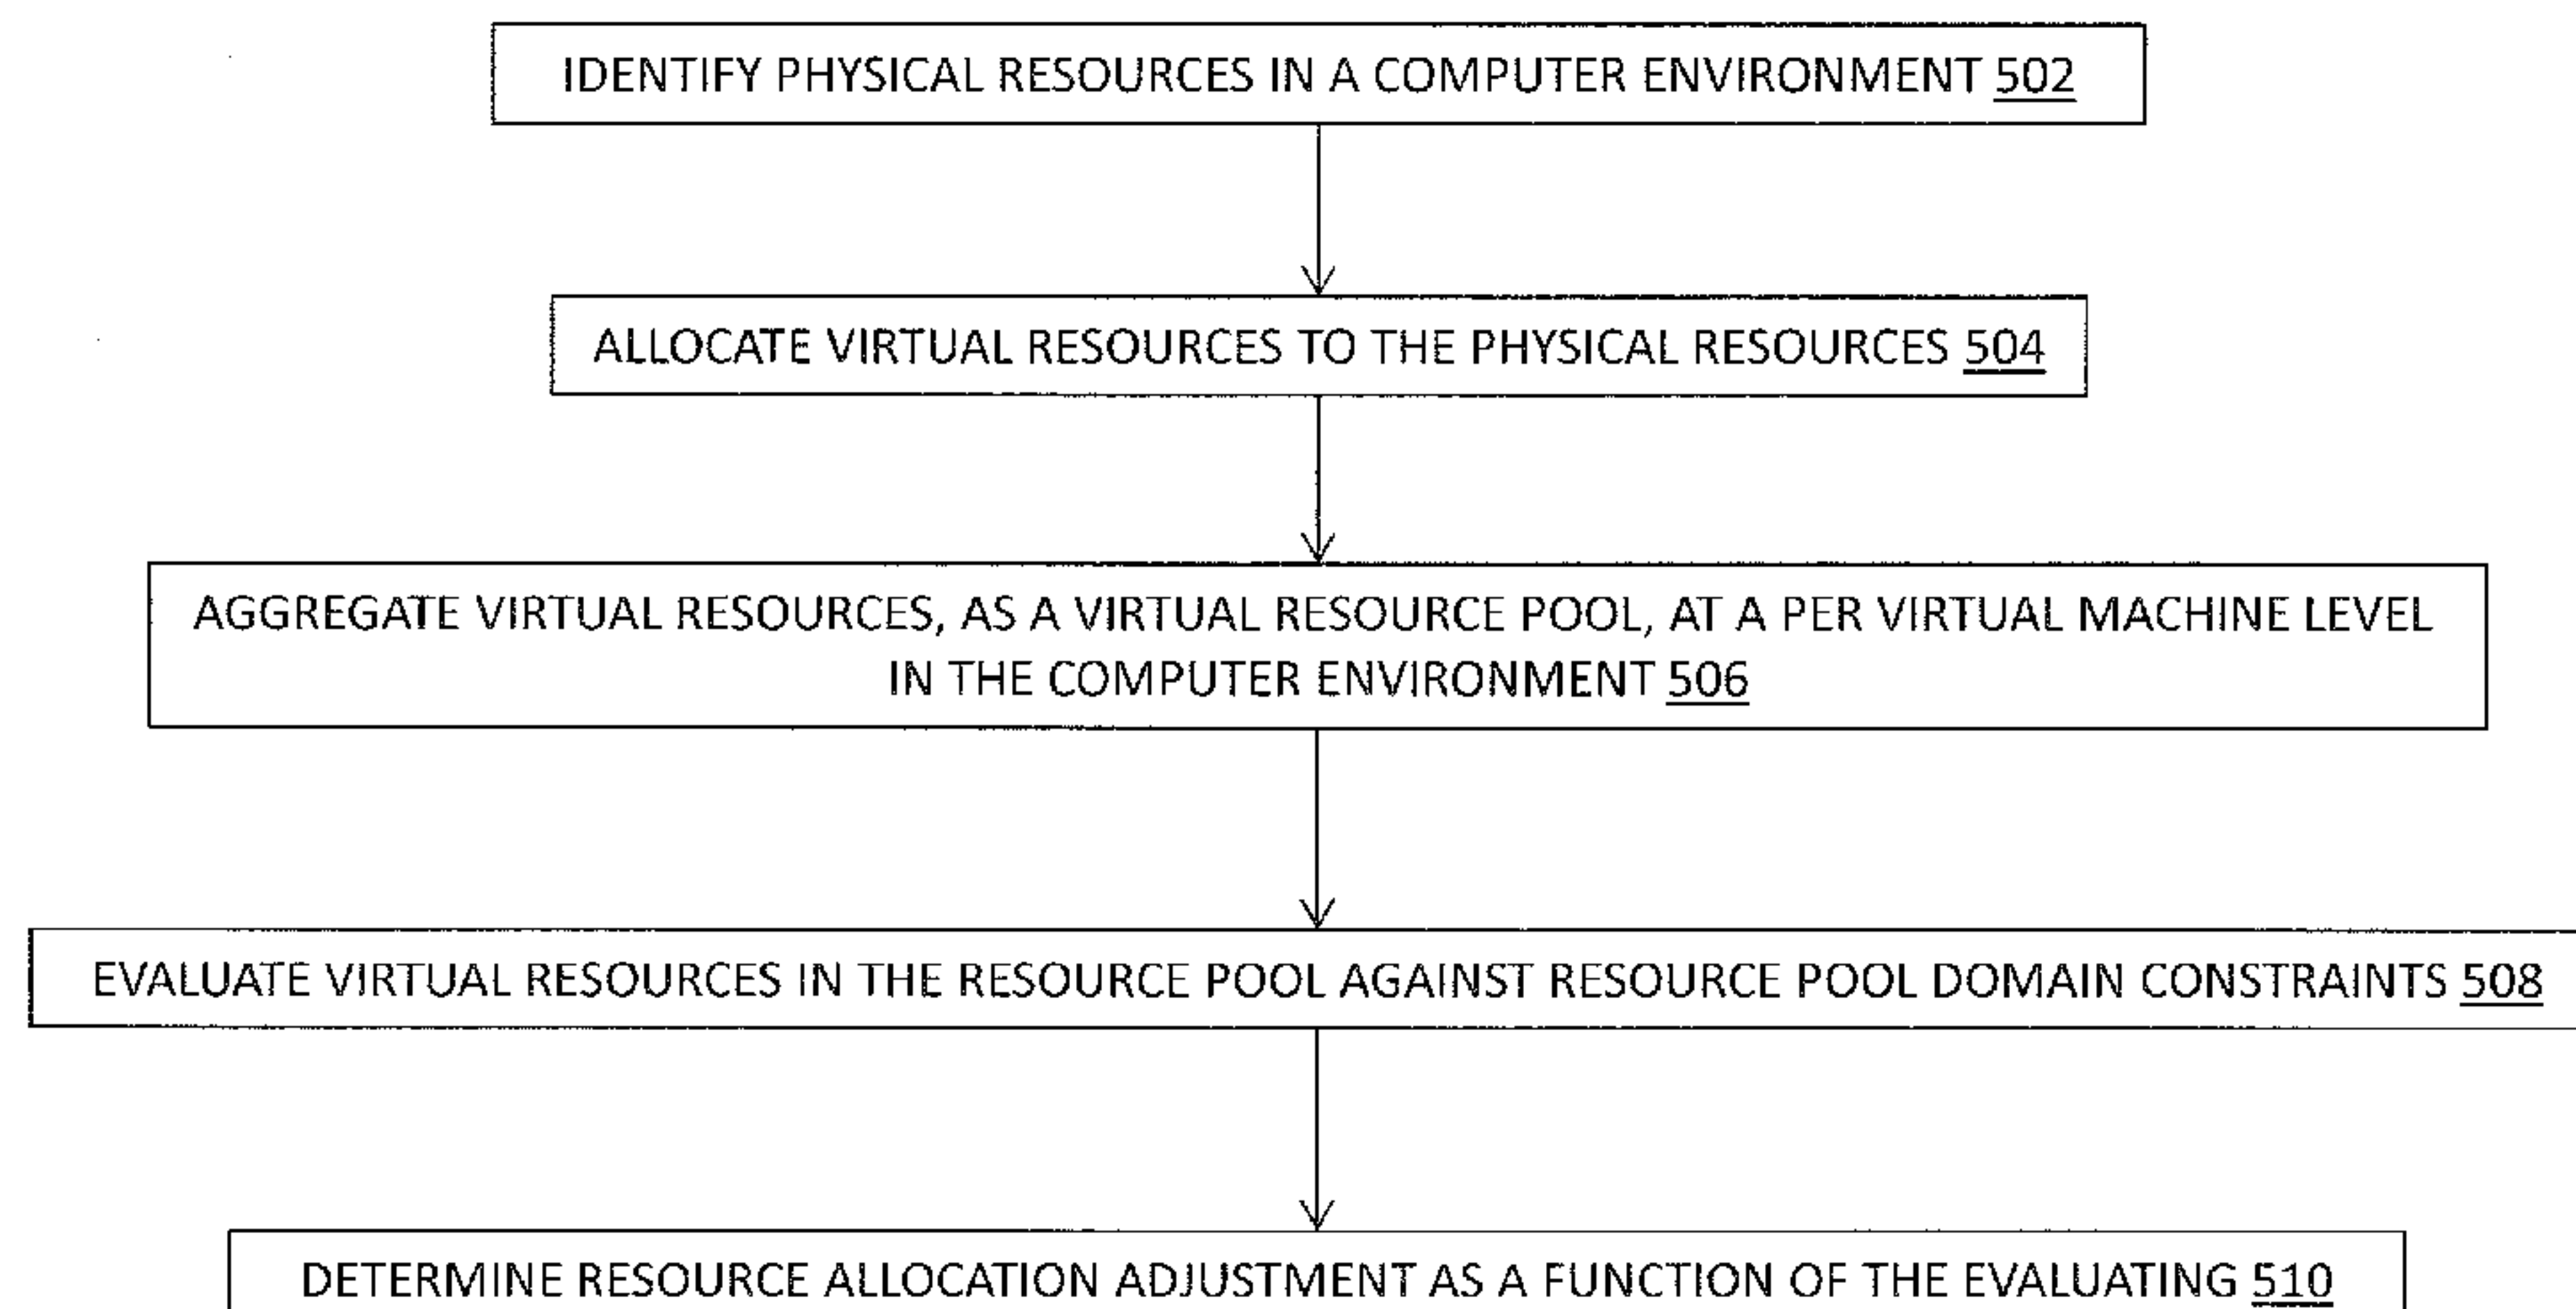 IDENTIFY PHYSICAL RESOURCES IN A COMPUTER ENVIRONMENT 502
ALLOCATE VIRTUAL RESOURCES TO THE PHYSICAL RESOURCES 504
AGGREGATE VIRTUAL RESOURCES, AS A VIRTUAL RESOURCE POOL, AT A PER VIRTUAL MACHINE LEVEL
IN THE COMPUTER ENVIRONMENT 506
EVALUATE VIRTUAL RESOURCES IN THE RESOURCE POOL AGAINST RESOURCE POOL DOMAIN CONSTRAINTS 508
DETERMINE RESOURCE ALLOCATION ADJUSTMENT AS A FUNCTION OF THE EVALUATING 510